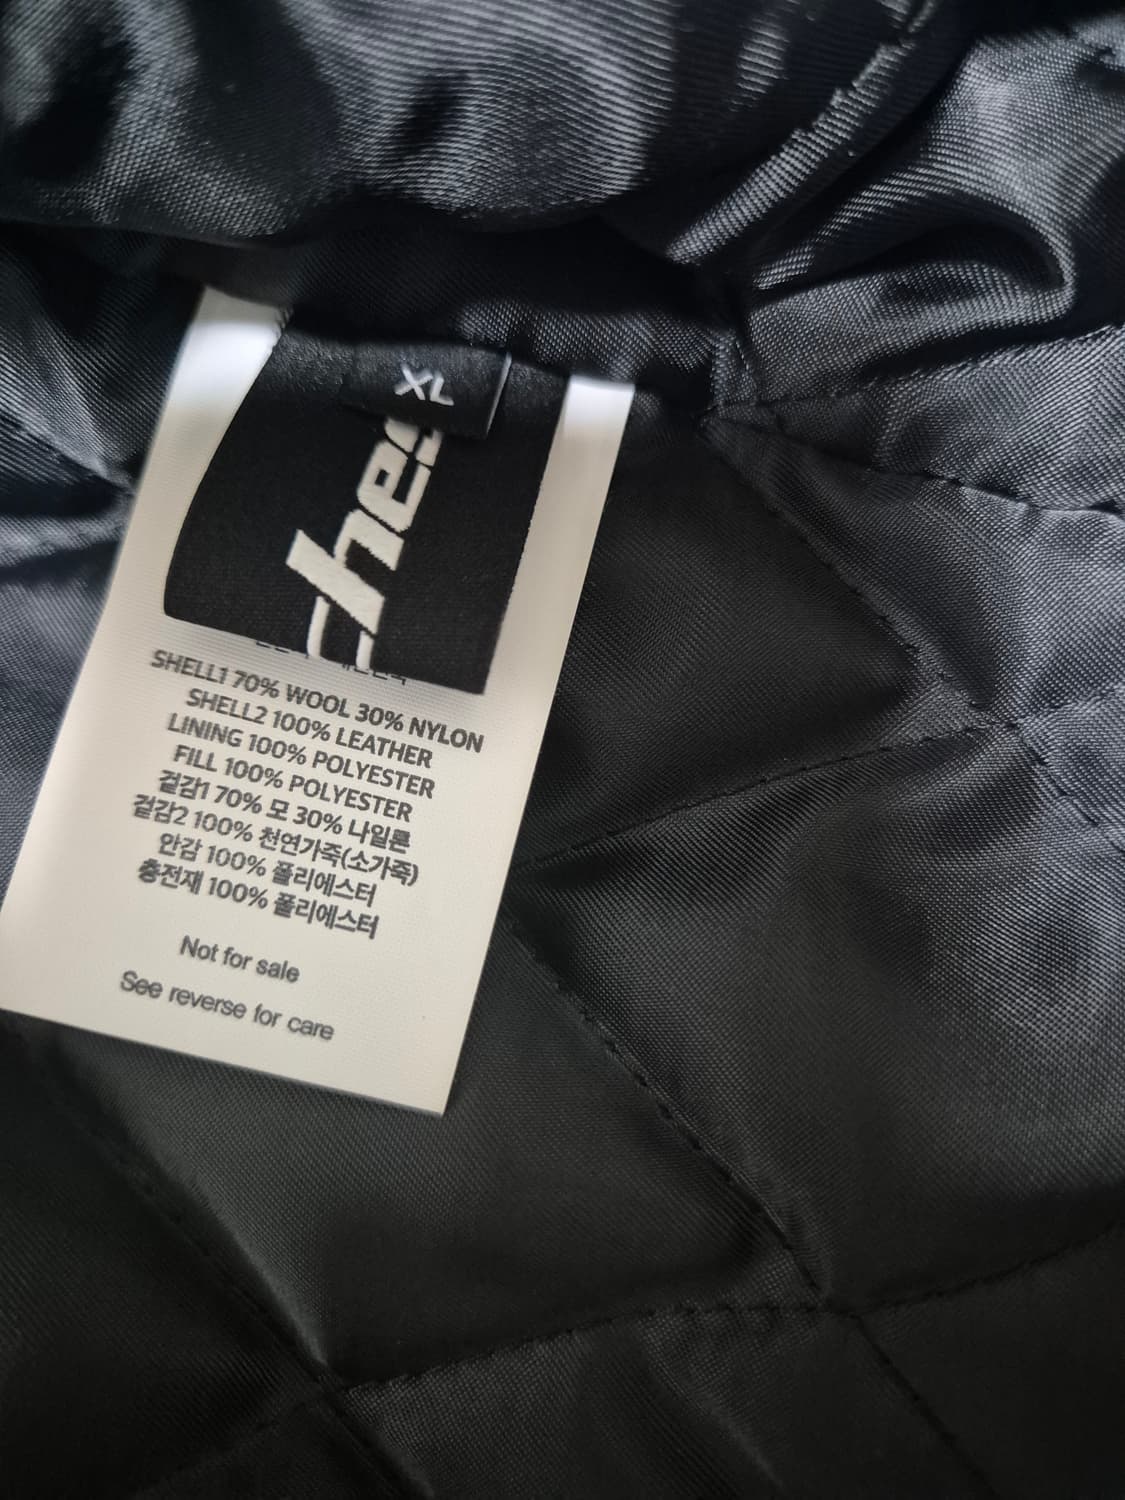 XL
SHELL1 70% WOOL 30% NYLON
SHELL2 100% LEATHER
LINING 100% POLYESTER
FILL 100% POLYESTER
겉감1 70% 모 30% 나일론
겉감2 100% 천연가죽(소가죽)
안감 100% 폴리에스터
충전재 100% 폴리에스터
Not for sale
See reverse for care